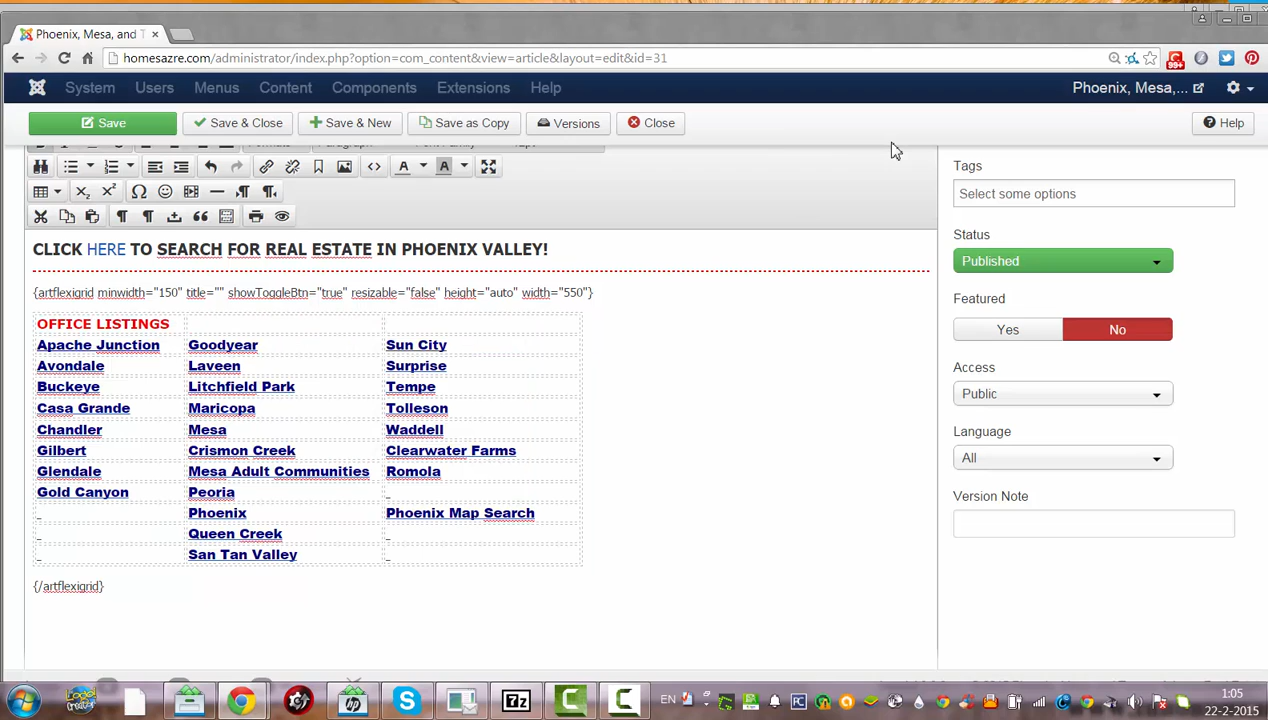 Phoenix, Mesa, and T
homesazre.com/administrator/index.php?option=com_content&view=article&layout=edit&id=31
99+
System Users Menus Content Components Extensions Help
Phoenix, Mesa,...
Save Save & Close Save & New Save as Copy Versions Close Help
CLICK HERE TO SEARCH FOR REAL ESTATE IN PHOENIX VALLEY!
{artflexigrid minwidth="150" title="" showToggleBtn="true" resizable="false" height="auto" width="550"}
OFFICE LISTINGS
Apache Junction Goodyear Sun City
Avondale Laveen Surprise
Buckeye Litchfield Park Tempe
Casa Grande Maricopa Tolleson
Chandler Mesa Waddell
Gilbert Crismon Creek Clearwater Farms
Glendale Mesa Adult Communities Romola
Gold Canyon Peoria _
_ Phoenix Phoenix Map Search
_ Queen Creek _
_ San Tan Valley _
{/artflexigrid}
Tags
Select some options
Status
Published
Featured
Yes No
Access
Public
Language
All
Version Note
EN
1:05
22-2-2015